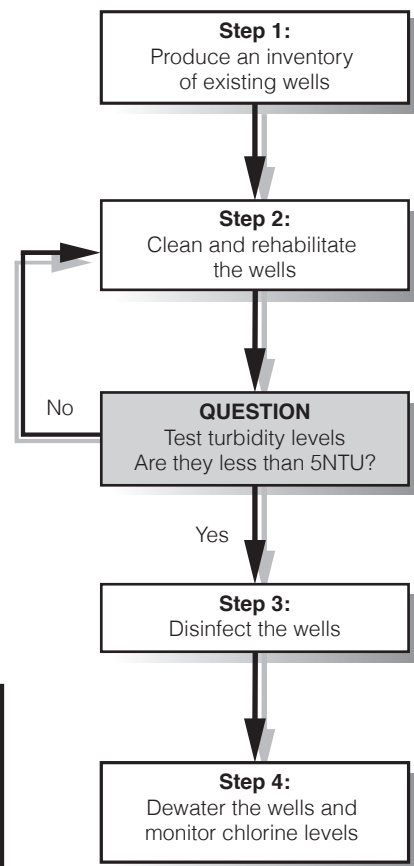 Step 1:
Produce an inventory
of existing wells
Step 2:
Clean and rehabilitate
the wells
No
QUESTION
Test turbidity levels
Are they less than 5NTU?
Yes
Step 3:
Disinfect the wells
Step 4:
Dewater the wells and
monitor chlorine levels